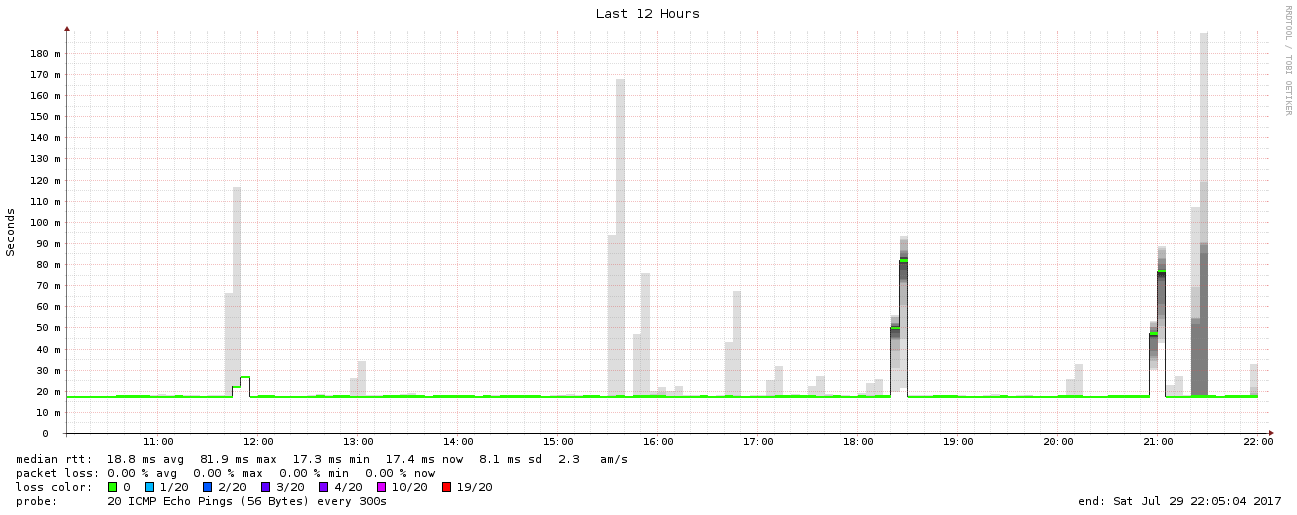 Last 12 Hours
RRDTOOL / TOBI OETIKER
Seconds
180 m
170 m
160 m
150 m
140 m
130 m
120 m
110 m
100 m
90 m
80 m
70 m
60 m
50 m
40 m
30 m
20 m
10 m
0
11:00 12:00 13:00 14:00 15:00 16:00 17:00 18:00 19:00 20:00 21:00 22:00
median rtt: 18.8 ms avg 81.9 ms max 17.3 ms min 17.4 ms now 8.1 ms sd 2.3 am/s
packet loss: 0.00 % avg 0.00 % max 0.00 % min 0.00 % now
loss color: 0 1/20 2/20 3/20 4/20 10/20 19/20
probe: 20 ICMP Echo Pings (56 Bytes) every 300s end: Sat Jul 29 22:05:04 2017